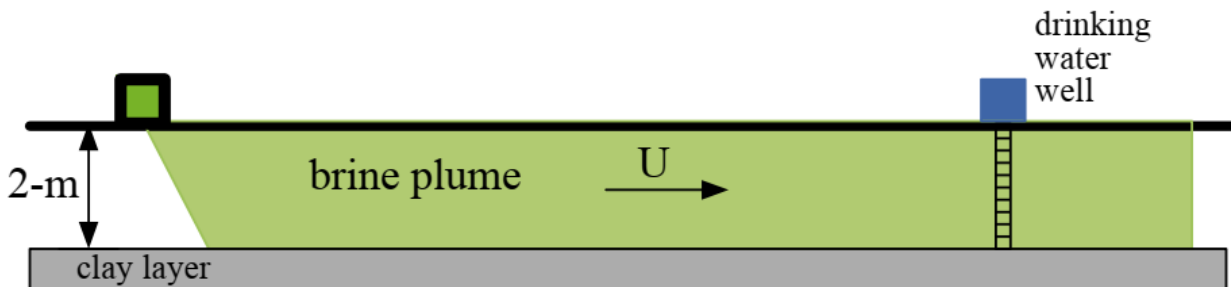 drinking
water
well
2-m
brine plume
U
clay layer